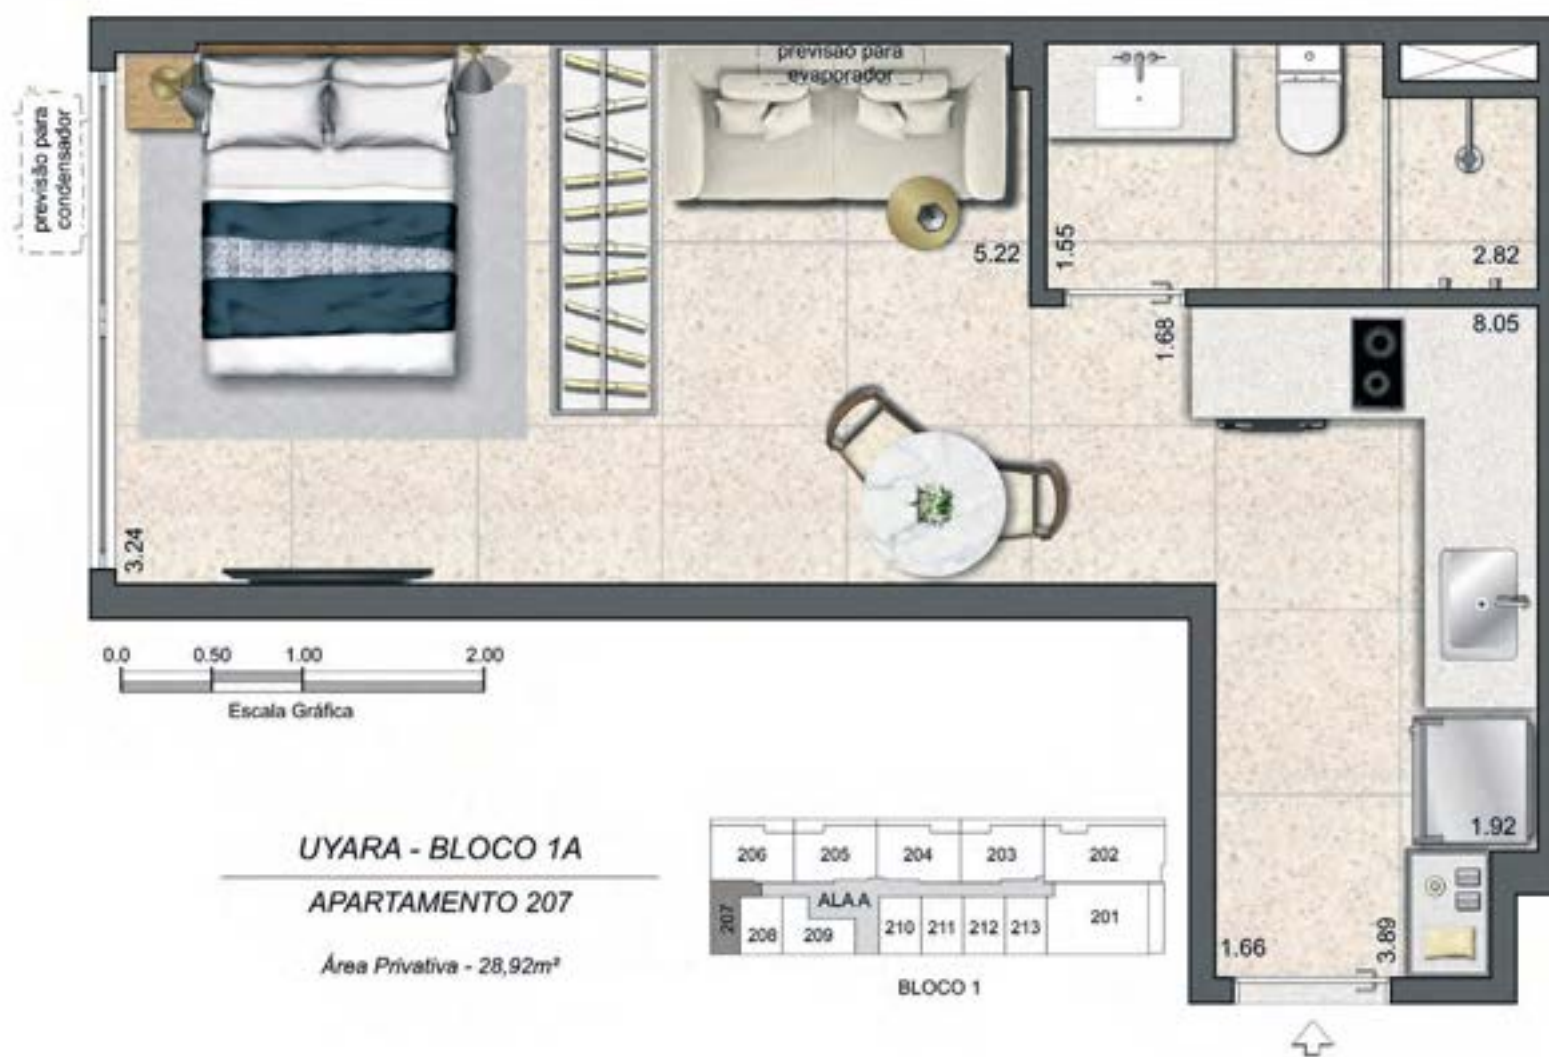 previsão para
evaporador
previsão para
condensador
5.22
1.55
2.82
1.68
8.05
3.24
0.0 0.50 1.00 2.00
Escala Gráfica
1.92
1.66
3.89
UYARA - BLOCO 1A
APARTAMENTO 207
Área Privativa - 28,92m²
206 205 204 203 202
ALA A
207
208 209 210 211 212 213 201
BLOCO 1